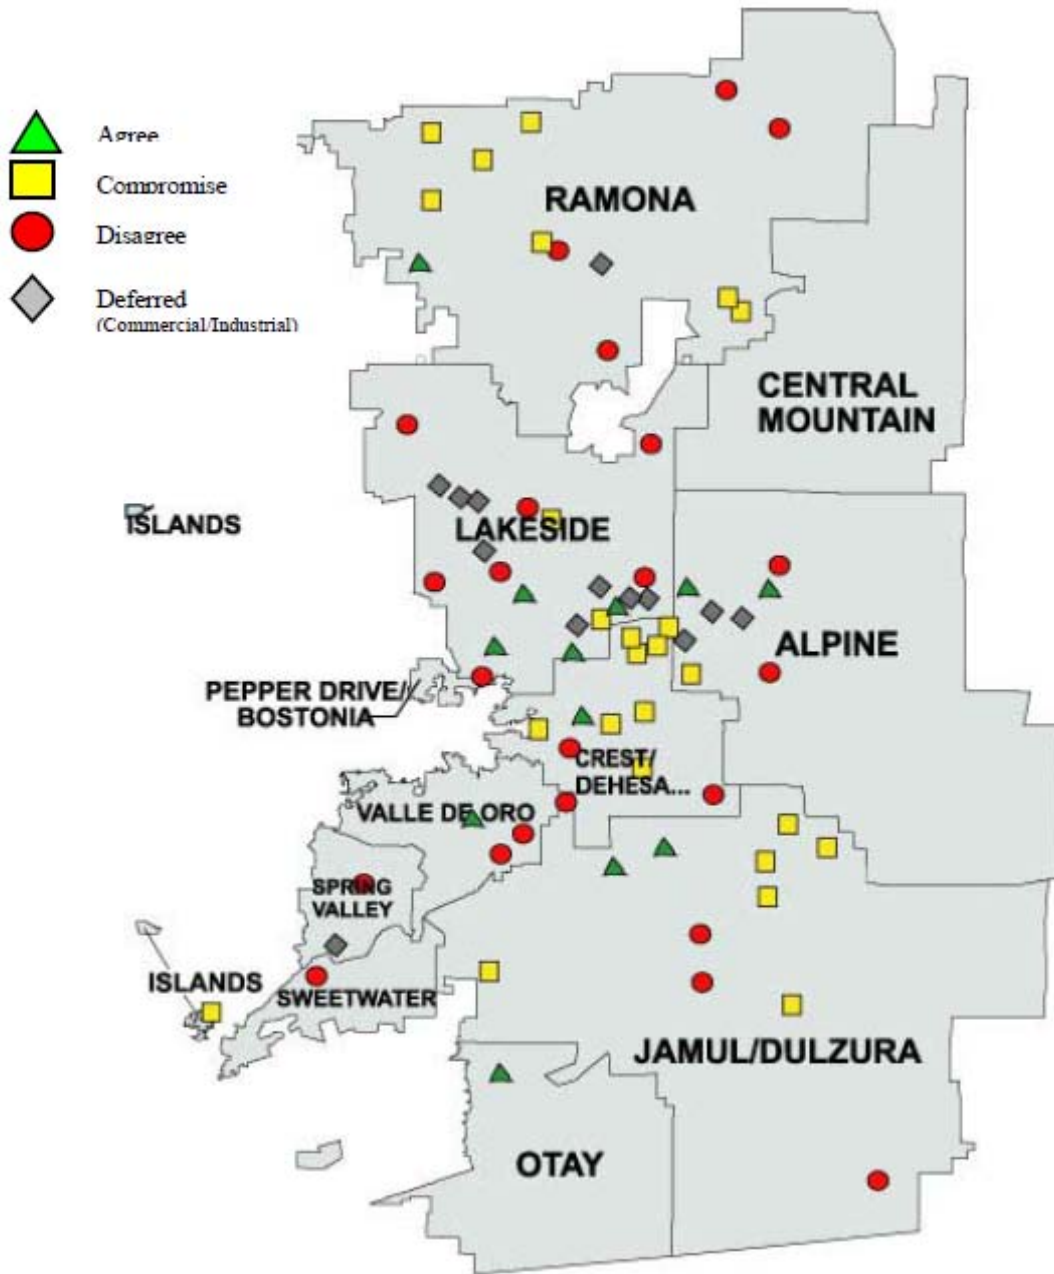 Agree
Compromise
Disagree
Deferred
(Commercial/Industrial)
RAMONA
CENTRAL
MOUNTAIN
ISLANDS
LAKESIDE
ALPINE
PEPPER DRIVE/
BOSTONIA
CREST/
DEHESA...
VALLE DE ORO
SPRING
VALLEY
ISLANDS
SWEETWATER
JAMUL/DULZURA
OTAY